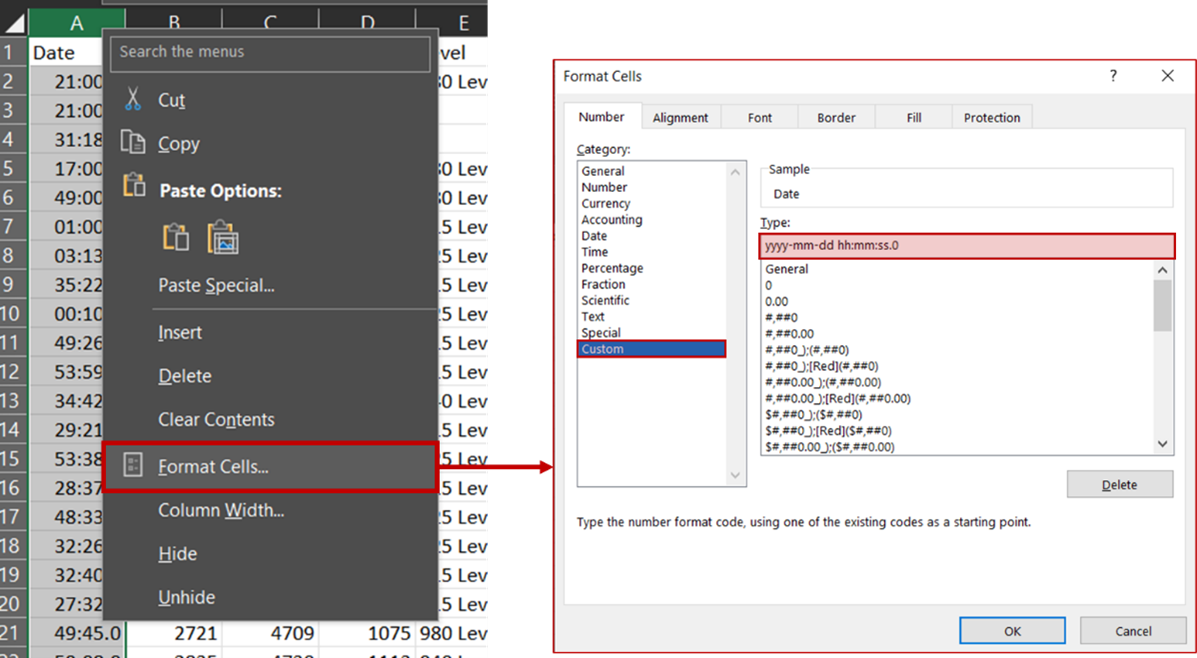 A B C D E
1 Date vel
2 21:00 80 Lev
3 21:00
4 31:18
5 17:00 80 Lev
6 49:00 80 Lev
7 01:00 15 Lev
8 03:13 25 Lev
9 35:22 15 Lev
10 00:10 25 Lev
11 49:26 15 Lev
12 53:59 15 Lev
13 34:42 40 Lev
14 29:21 15 Lev
15 53:38 15 Lev
16 28:37 15 Lev
17 48:33 25 Lev
18 32:26 25 Lev
19 32:40 15 Lev
20 27:32 15 Lev
21 49:45.0 2721 4709 1075 980 Lev
Search the menus
Cut
Copy
Paste Options:
Paste Special...
Insert
Delete
Clear Contents
Format Cells...
Column Width...
Hide
Unhide
Format Cells ?
Number Alignment Font Border Fill Protection
Category:
General
Number
Currency
Accounting
Date
Time
Percentage
Fraction
Scientific
Text
Special
Custom
Sample
Date
Type:
yyyy-mm-dd hh:mm:ss.0
General
0
0.00
#,##0
#,##0.00
#,##0_);(#,##0)
#,##0_);[Red](#,##0)
#,##0.00_);(#,##0.00)
#,##0.00_);[Red](#,##0.00)
$#,##0_);($#,##0)
$#,##0_);[Red]($#,##0)
$#,##0.00_);($#,##0.00)
Delete
Type the number format code, using one of the existing codes as a starting point.
OK Cancel